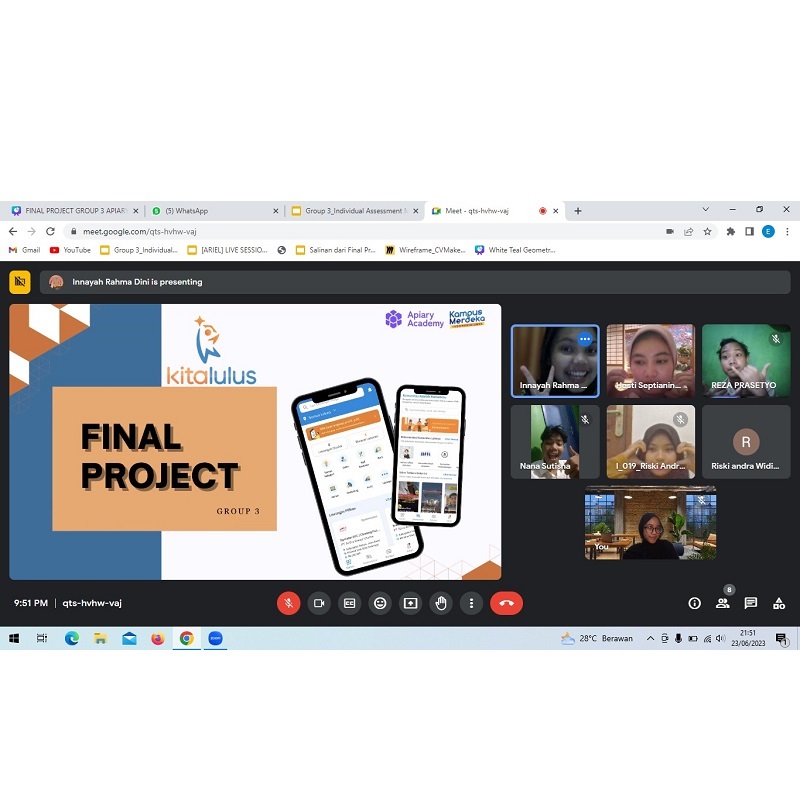 FINAL PROJECT GROUP 3 APIAR
(5) WhatsApp
Group 3_Individual Assessment
Meet - qts-hvhw-vaj
meet.google.com/qts-hvhw-vaj
E
Gmail
YouTube
Group 3_Individual...
[ARIEL] LIVE SESSIO...
Salinan dari Final Pr...
Wireframe_CVMake...
White Teal Geometr...
Innayah Rahma Dini is presenting
Apiary
Academy
Kampus
Merdeka
kitalulus
FINAL
PROJECT
GROUP 3
Innayah Rahma ...
Septianin...
REZA PRASETYO
Nana Sutisna
I_019_Riski Andr...
R
Riski andra Widi...
You
9:51 PM
qts-hvhw-vaj
8
28°C Berawan
21:51
23/06/2023
1